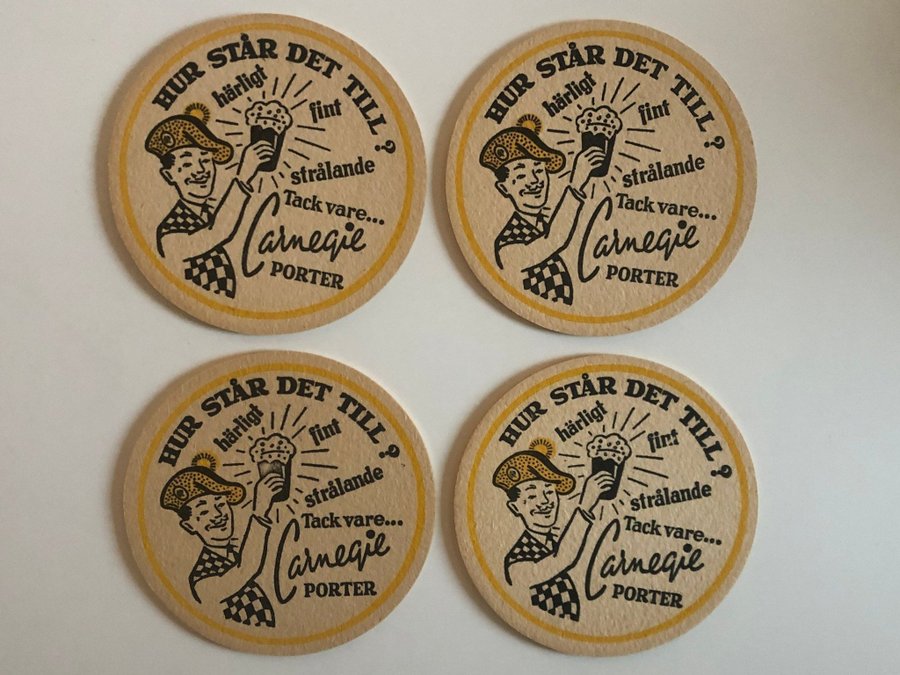 HUR STÅR DET TILL?
härligt
fint
strålande
Tack vare...
Carnegie
PORTER
HUR STÅR DET TILL?
härligt
fint
strålande
Tack vare...
Carnegie
PORTER
HUR STÅR DET TILL?
härligt
fint
strålande
Tack vare...
Carnegie
PORTER
HUR STÅR DET TILL?
härligt
fint
strålande
Tack vare...
Carnegie
PORTER